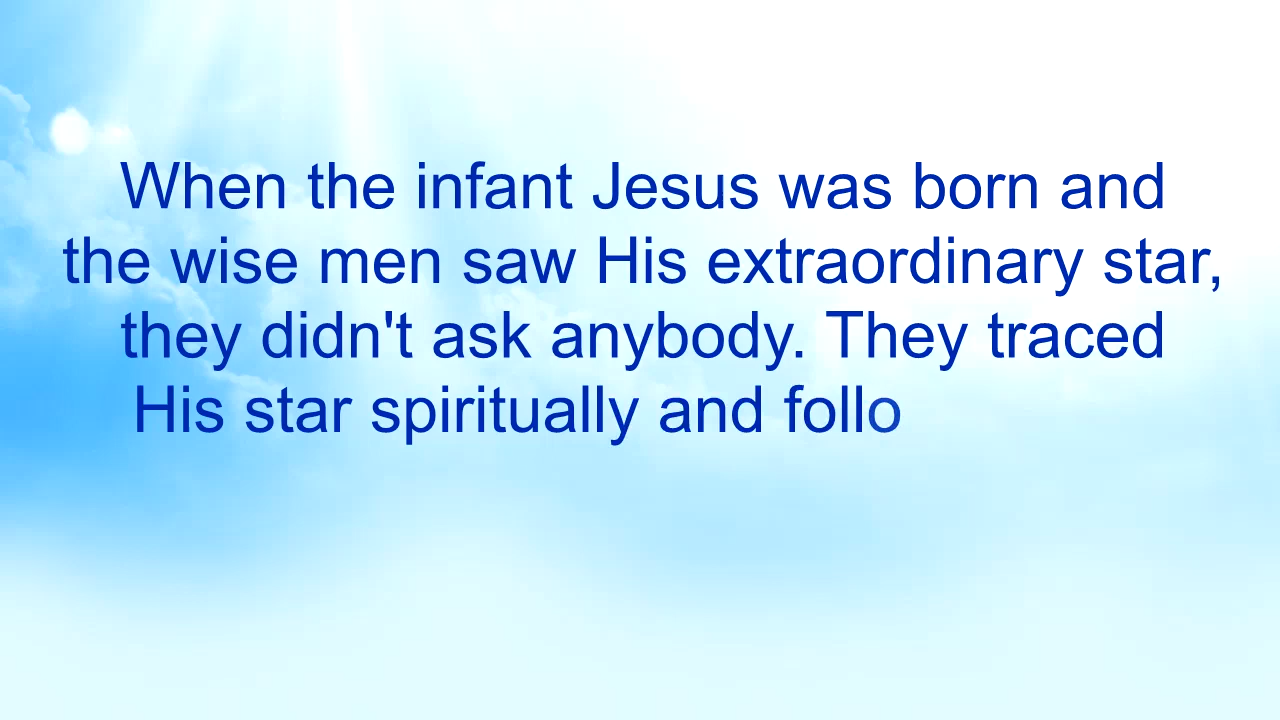 When the infant Jesus was born and
the wise men saw His extraordinary star,
they didn't ask anybody. They traced
His star spiritually and follo